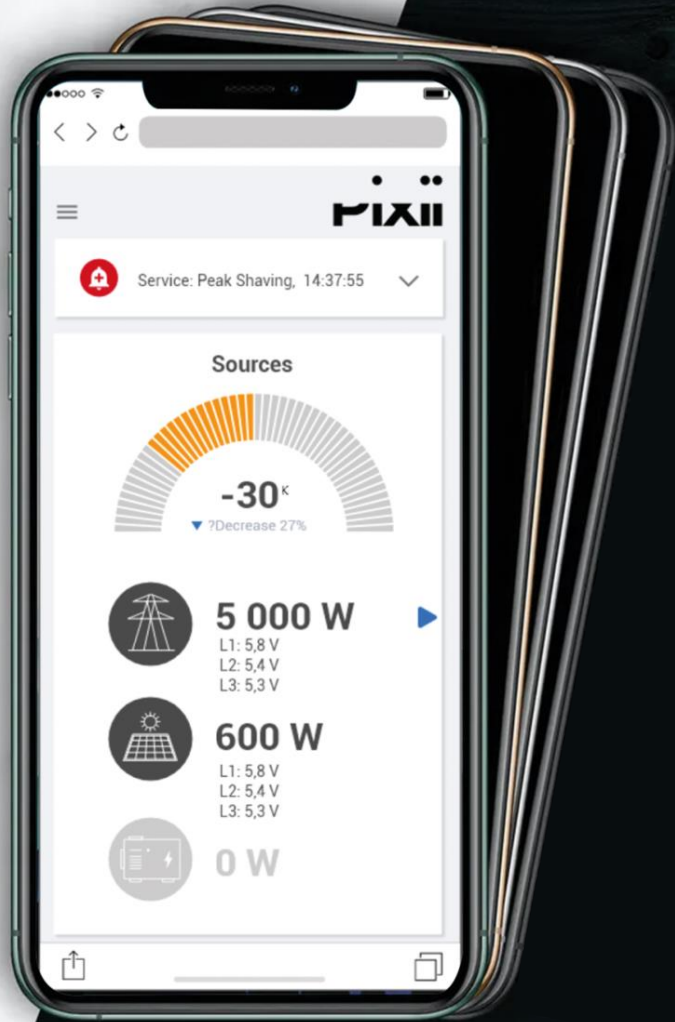 Pixii
Service: Peak Shaving, 14:37:55
Sources
-30K
?Decrease 27%
5 000 W
L1: 5,8 V
L2: 5,4 V
L3: 5,3 V
600 W
L1: 5,8 V
L2: 5,4 V
L3: 5,3 V
0 W